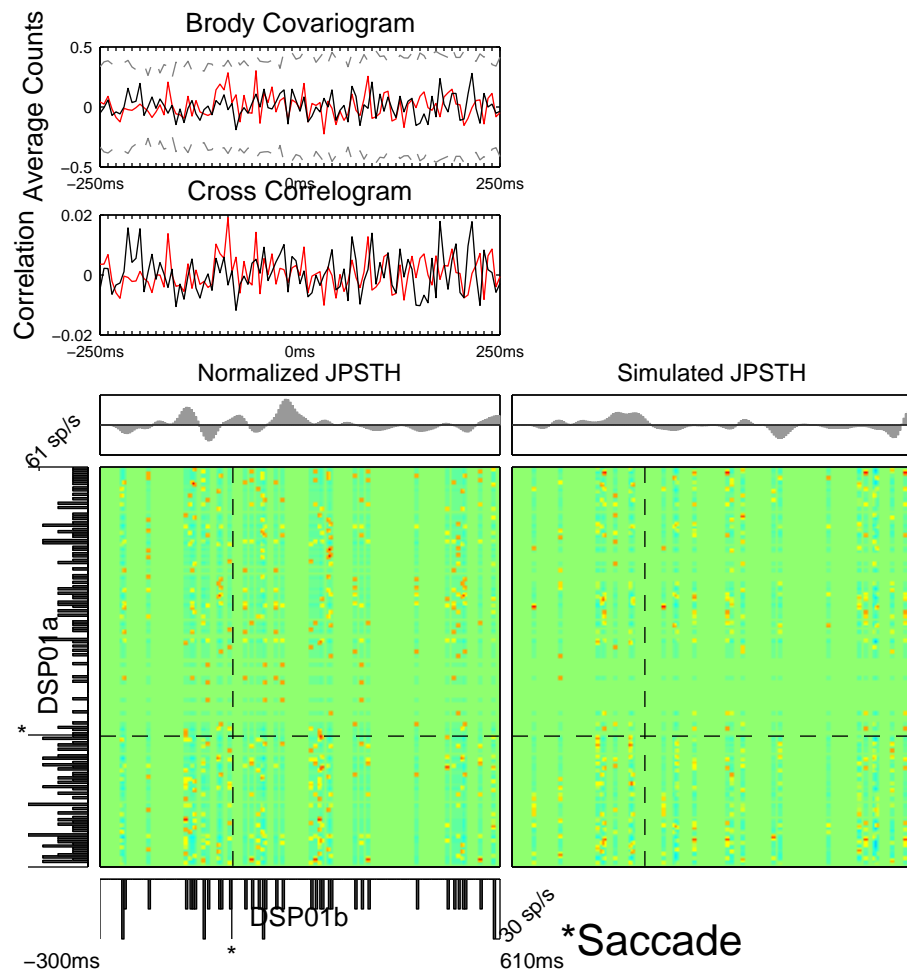 Brody Covariogram
Average Counts
0.5
0
−0.5
−250ms
0ms
250ms
Cross Correlogram
Correlation
0.02
0
−0.02
−250ms
0ms
250ms
Normalized JPSTH
Simulated JPSTH
61 sp/s
DSP01a
*
DSP01b
30 sp/s
*
*Saccade
−300ms
610ms